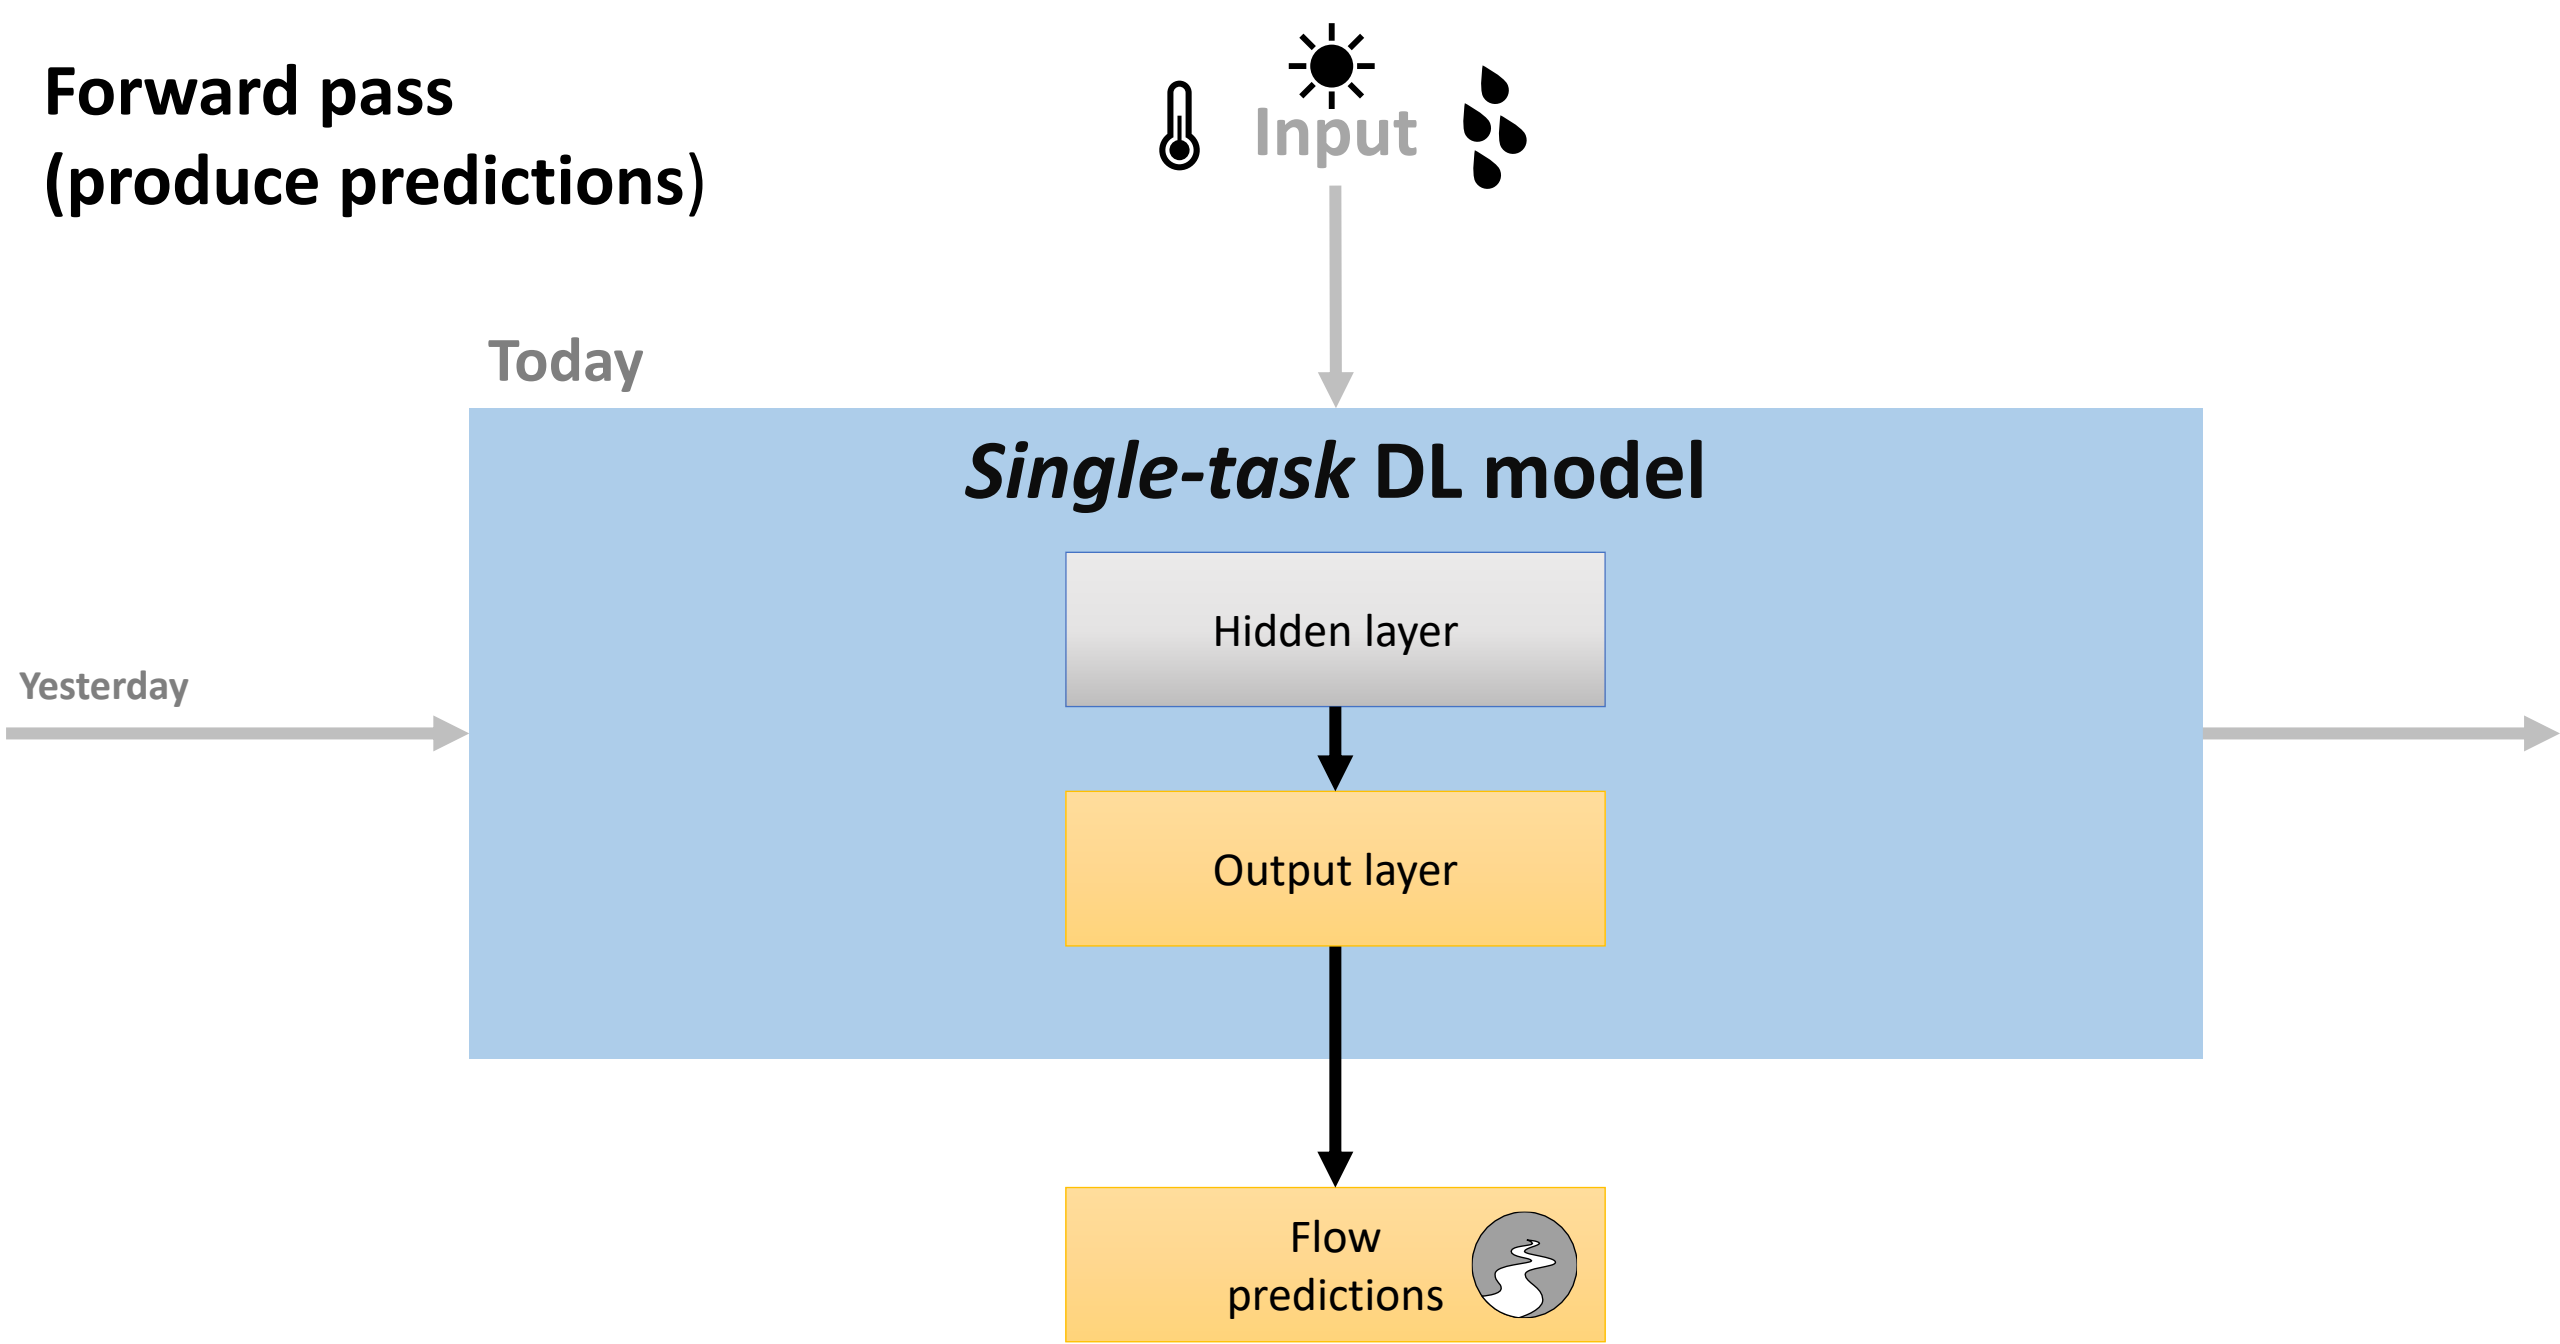 Forward pass
(produce predictions)
Input
Today
Single-task DL model
Hidden layer
Yesterday
Output layer
Flow
predictions